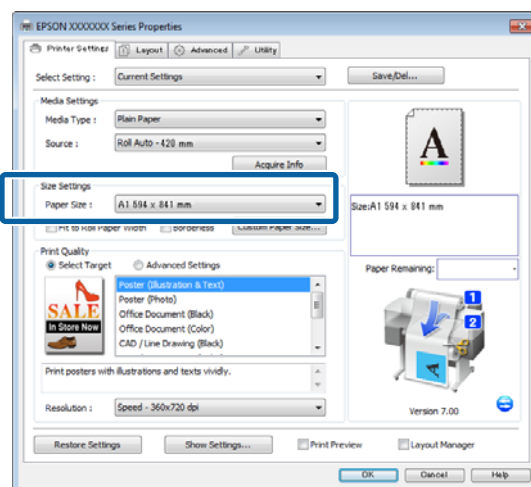 EPSON XXXXXXX Series Properties
Printer Settings Layout Advanced Utility
Select Setting : Current Settings Save/Del...
Media Settings
Media Type : Plain Paper
Source : Roll Auto - 420 mm
Acquire Info
A
Size Settings
Paper Size : A1 594 x 841 mm
Size:A1 594 x 841 mm
Fit to Roll Paper Width Borderless Custom Paper Size...
Print Quality
Select Target Advanced Settings
Paper Remaining:
SALE
In Store Now
Poster (Illustration & Text)
Poster (Photo)
Office Document (Black)
Office Document (Color)
CAD / Line Drawing (Black)
1
2
Print posters with illustrations and texts vividly.
Resolution : Speed - 360x720 dpi
Version 7.00
Restore Settings Show Settings... Print Preview Layout Manager
OK Cancel Help